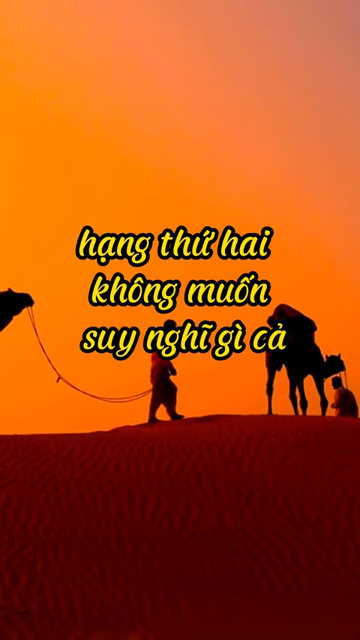 hạng thứ hai
không muốn
suy nghĩ gì cả